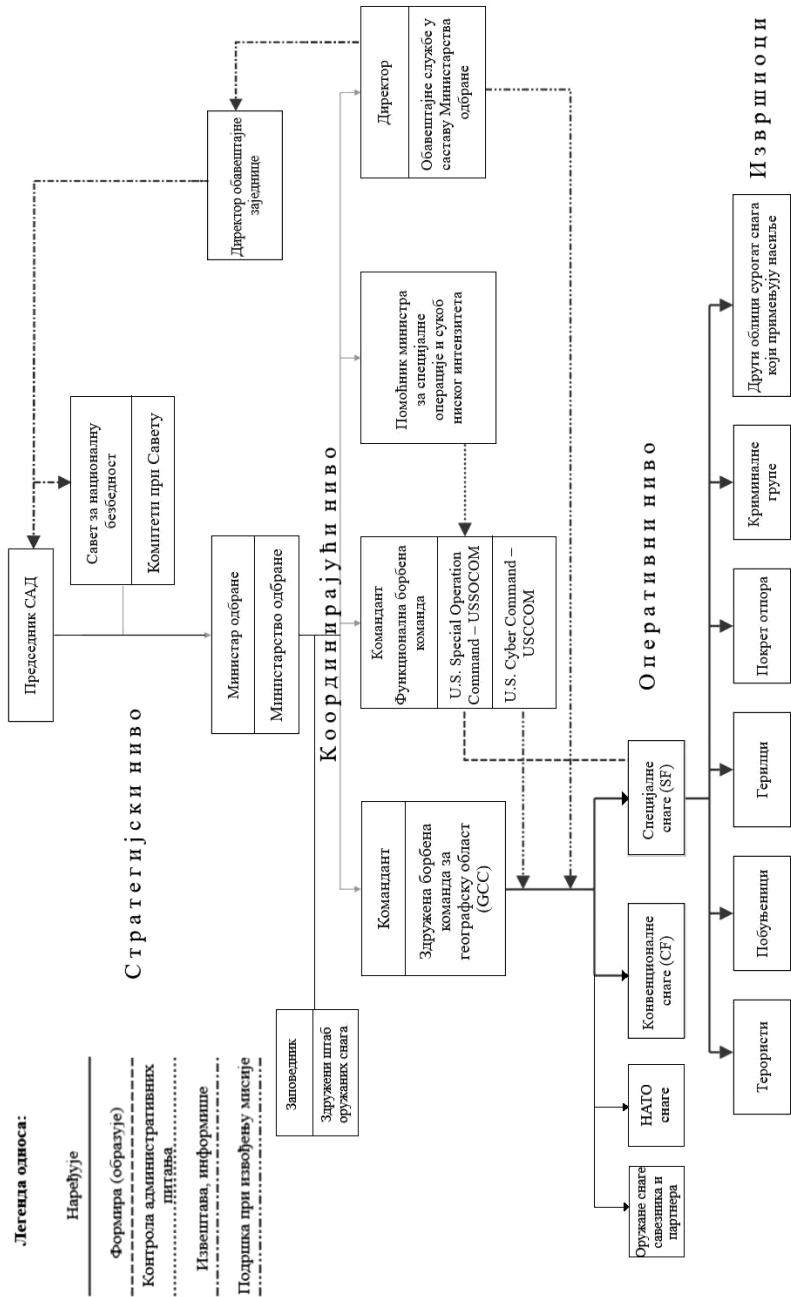 Легенда односа:
Наређује
Формира (образује)
Контрола административних
питања
Извештава, информише
Подршка при извођењу мисије
Председник САД
Савет за националну
безбедност
Комитети при Савету
Директор обавештајне
заједнице
Стратегијски ниво
Министар одбране
Министарство одбране
Заповедник
Здружени штаб
оружаних снага
Координирајући ниво
Командант
Здружена борбена
команда за
географску област
(GCC)
Командант
Функционална борбена
команда
U.S. Special Operation
Command – USSOCOM
U.S. Cyber Command –
USCCOM
Помоћник министра
за специјалне
операције и сукоб
ниског интензитета
Директор
Обавештајне службе у
саставу Министарства
одбране
Оперативни ниво
Оружане снаге
савезника и
партнера
НАТО
снаге
Конвенционалне
снаге (CF)
Специјалне
снаге (SF)
Терористи
Побуњеници
Герилци
Покрет отпора
Криминалне
групе
Други облици сурогат снага
који примењују насиље
Извршиоци